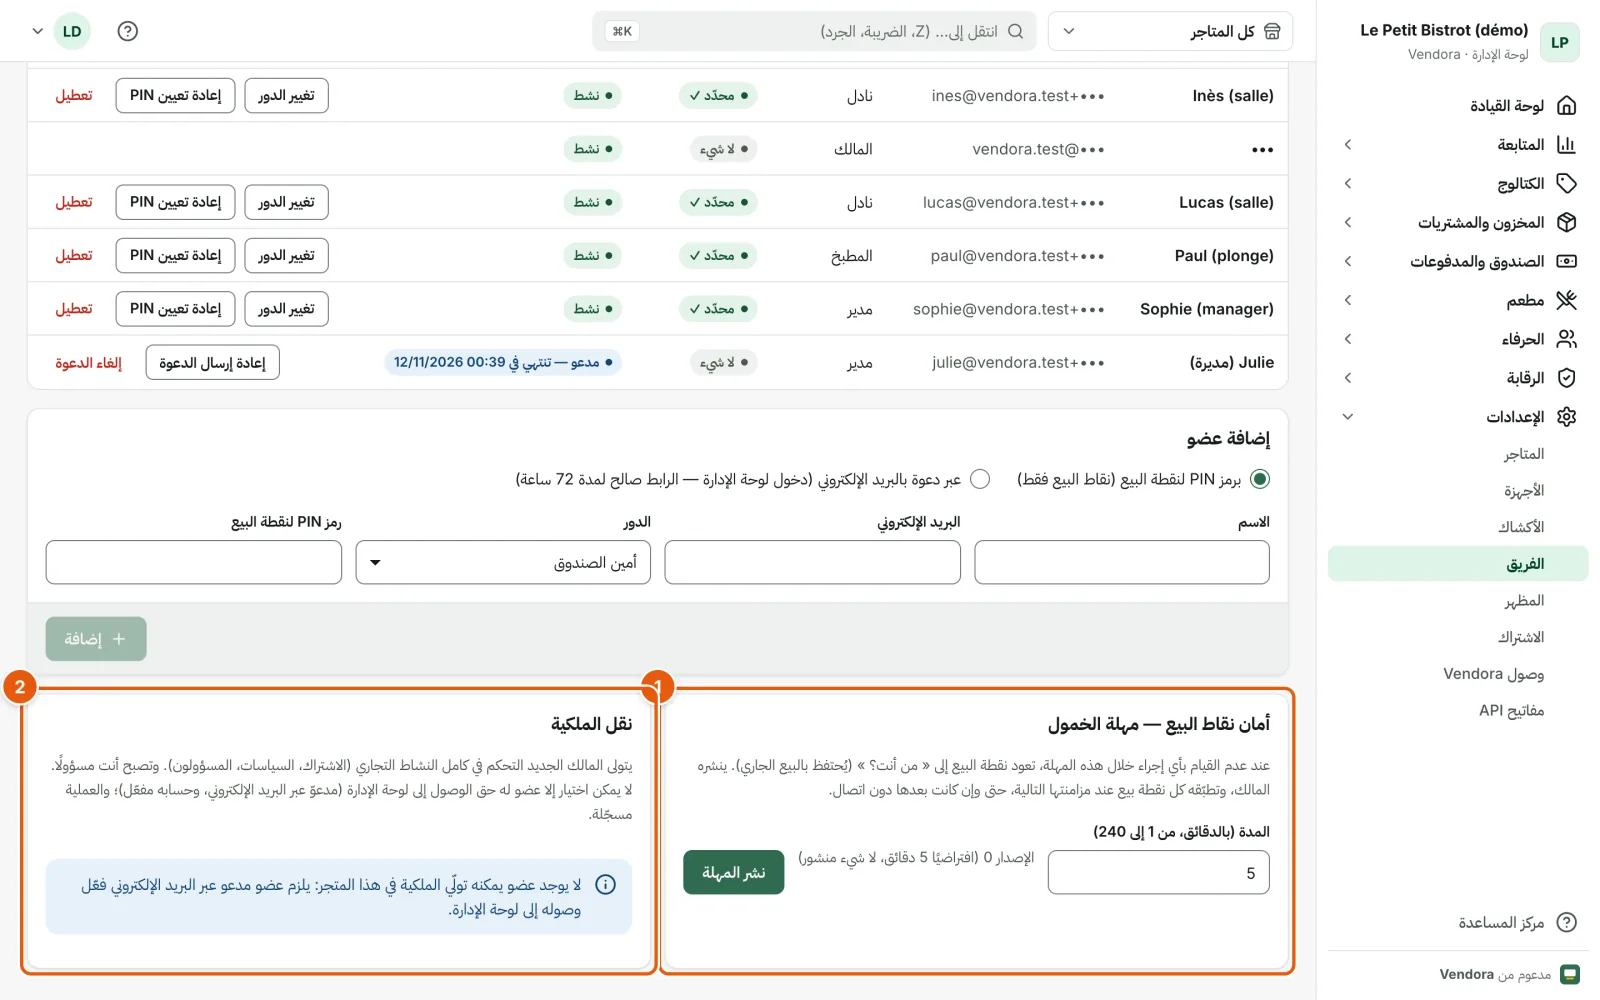 LP
Le Petit Bistrot (démo)
لوحة الإدارة · Vendora
كل المتاجر
انتقل إلى... (Z، الضريبة، الجرد)
⌘K
LD
لوحة القيادة
المتابعة
الكتالوج
المخزون والمشتريات
الصندوق والمدفوعات
مطعم
الحرفاء
الرقابة
الإعدادات
المتاجر
الأجهزة
الأكشاك
الفريق
المظهر
الاشتراك
وصول Vendora
مفاتيح API
مركز المساعدة
مدعوم من Vendora
Inès (salle) ines@vendora.test+••• نادل محدّد ✓ نشط تغيير الدور إعادة تعيين PIN تعطيل
••• vendora.test@••• المالك لا شيء نشط
Lucas (salle) lucas@vendora.test+••• نادل محدّد ✓ نشط تغيير الدور إعادة تعيين PIN تعطيل
Paul (plonge) paul@vendora.test+••• المطبخ محدّد ✓ نشط تغيير الدور إعادة تعيين PIN تعطيل
Sophie (manager) sophie@vendora.test+••• مدير محدّد ✓ نشط تغيير الدور إعادة تعيين PIN تعطيل
Julie (مديرة) julie@vendora.test+••• مدير لا شيء مدعو — تنتهي في 12/11/2026 00:39 إعادة إرسال الدعوة إلغاء الدعوة
إضافة عضو
برمز PIN لنقطة البيع (نقاط البيع فقط) عبر دعوة بالبريد الإلكتروني (دخول لوحة الإدارة — الرابط صالح لمدة 72 ساعة)
الاسم البريد الإلكتروني الدور رمز PIN لنقطة البيع
أمين الصندوق
+ إضافة
1
أمان نقاط البيع — مهلة الخمول
عند عدم القيام بأي إجراء خلال هذه المهلة، تعود نقطة البيع إلى « من أنت؟ » (يُحتفظ بالبيع الجاري). ينشره
المالك، وتطبّقه كل نقطة بيع عند مزامنتها التالية، حتى وإن كانت بعدها دون اتصال.
المدة (بالدقائق، من 1 إلى 240)
5
الإصدار 0 (افتراضيًا 5 دقائق، لا شيء منشور)
نشر المهلة
2
نقل الملكية
يتولى المالك الجديد التحكم في كامل النشاط التجاري (الاشتراك، السياسات، المسؤولون). وتصبح أنت مسؤولًا.
لا يمكن اختيار إلا عضو له حق الوصول إلى لوحة الإدارة (مدعوّ عبر البريد الإلكتروني، وحسابه مفعّل)؛ والعملية
مسجّلة.
لا يوجد عضو يمكنه تولّي الملكية في هذا المتجر: يلزم عضو مدعو عبر البريد الإلكتروني فعّل
وصوله إلى لوحة الإدارة.